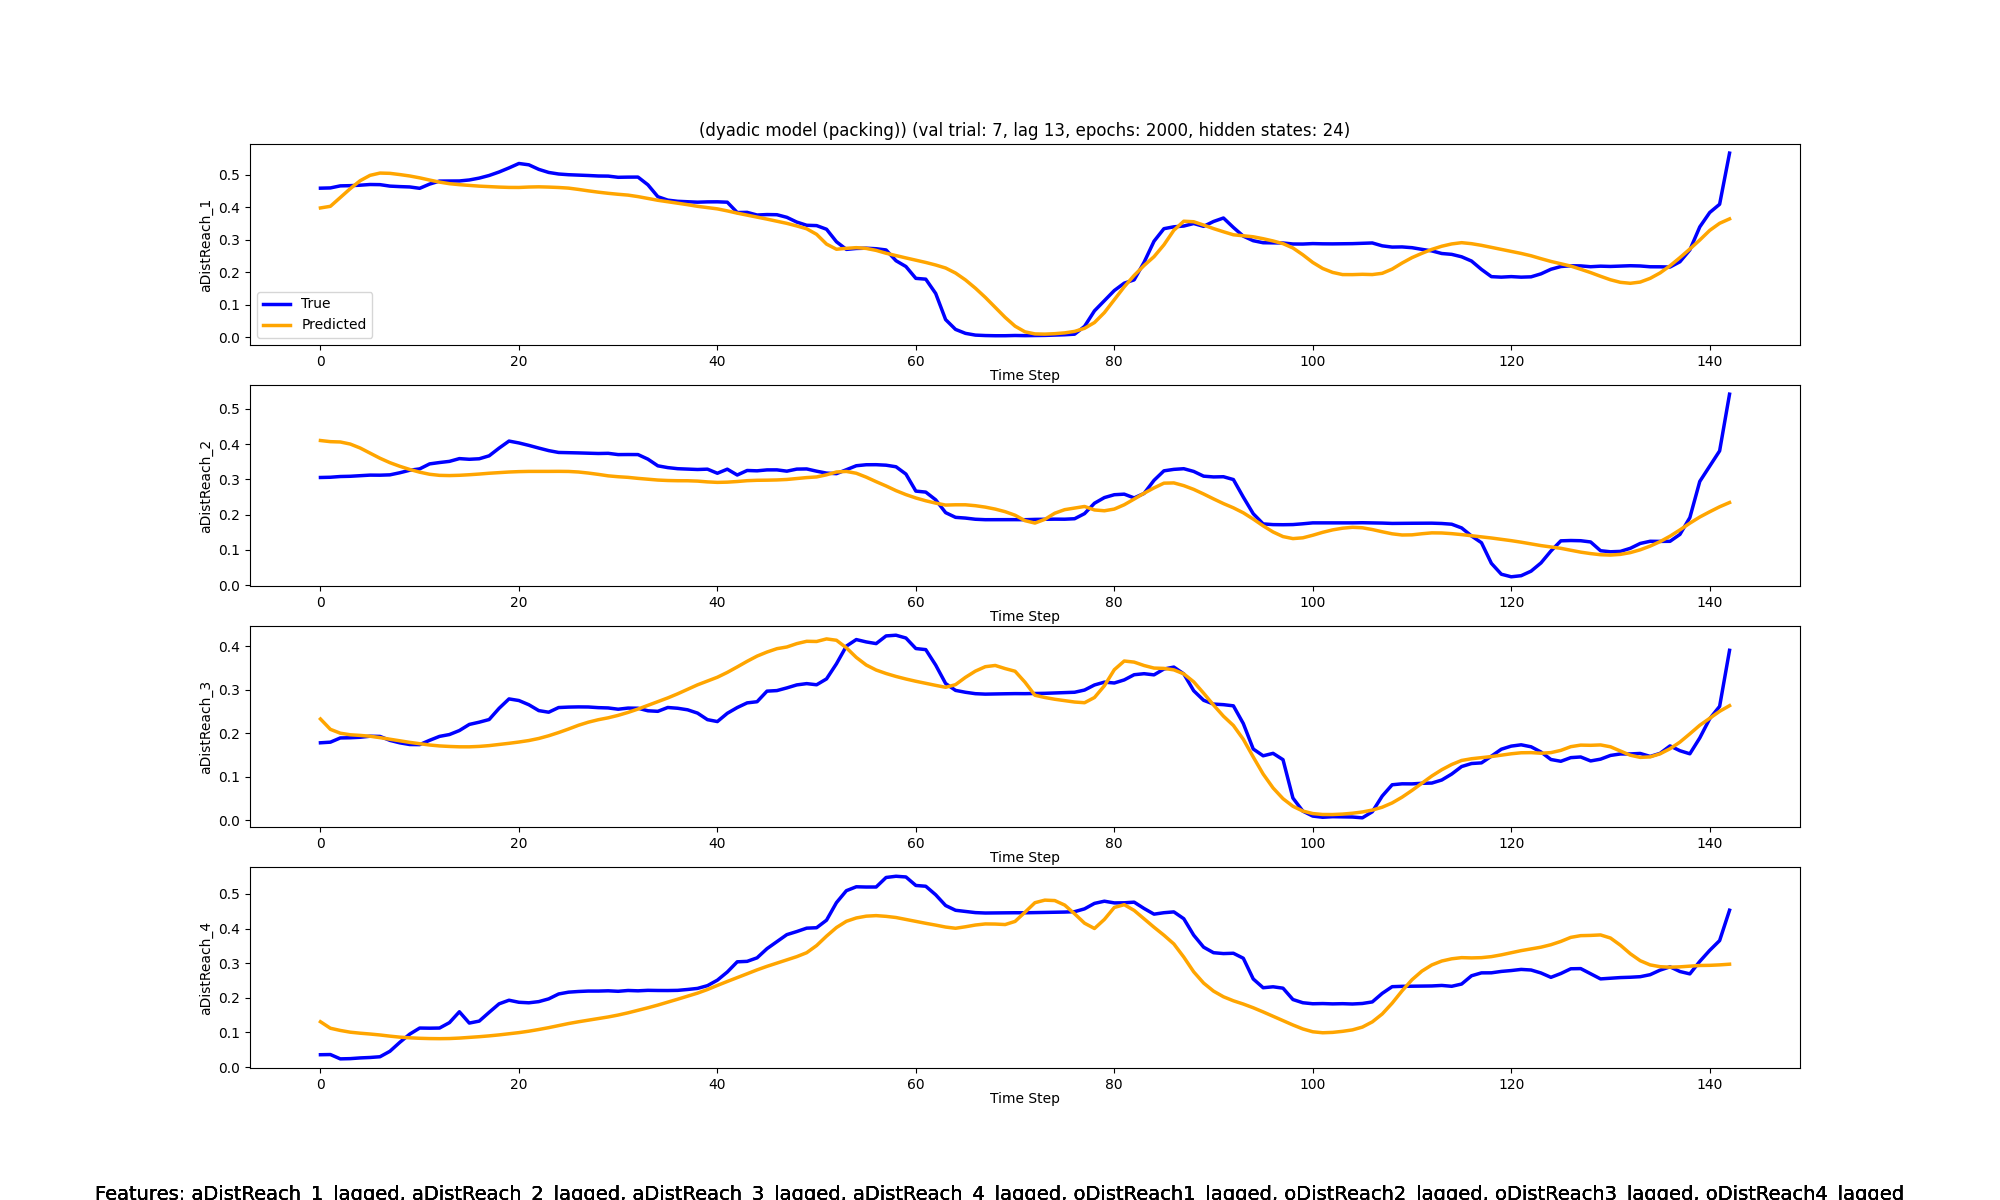 (dyadic model (packing)) (val trial: 7, lag 13, epochs: 2000, hidden states: 24)
0.5
0.4
0.3
0.2
0.1
0.0
aDistReach_1
True
Predicted
0 20 40 60 80 100 120 140
Time Step
0.5
0.4
0.3
0.2
0.1
0.0
aDistReach_2
0 20 40 60 80 100 120 140
Time Step
0.4
0.3
0.2
0.1
0.0
aDistReach_3
0 20 40 60 80 100 120 140
Time Step
0.5
0.4
0.3
0.2
0.1
0.0
aDistReach_4
0 20 40 60 80 100 120 140
Time Step
Features: aDistReach_1_lagged, aDistReach_2_lagged, aDistReach_3_lagged, aDistReach_4_lagged, oDistReach1_lagged, oDistReach2_lagged, oDistReach3_lagged, oDistReach4_lagged